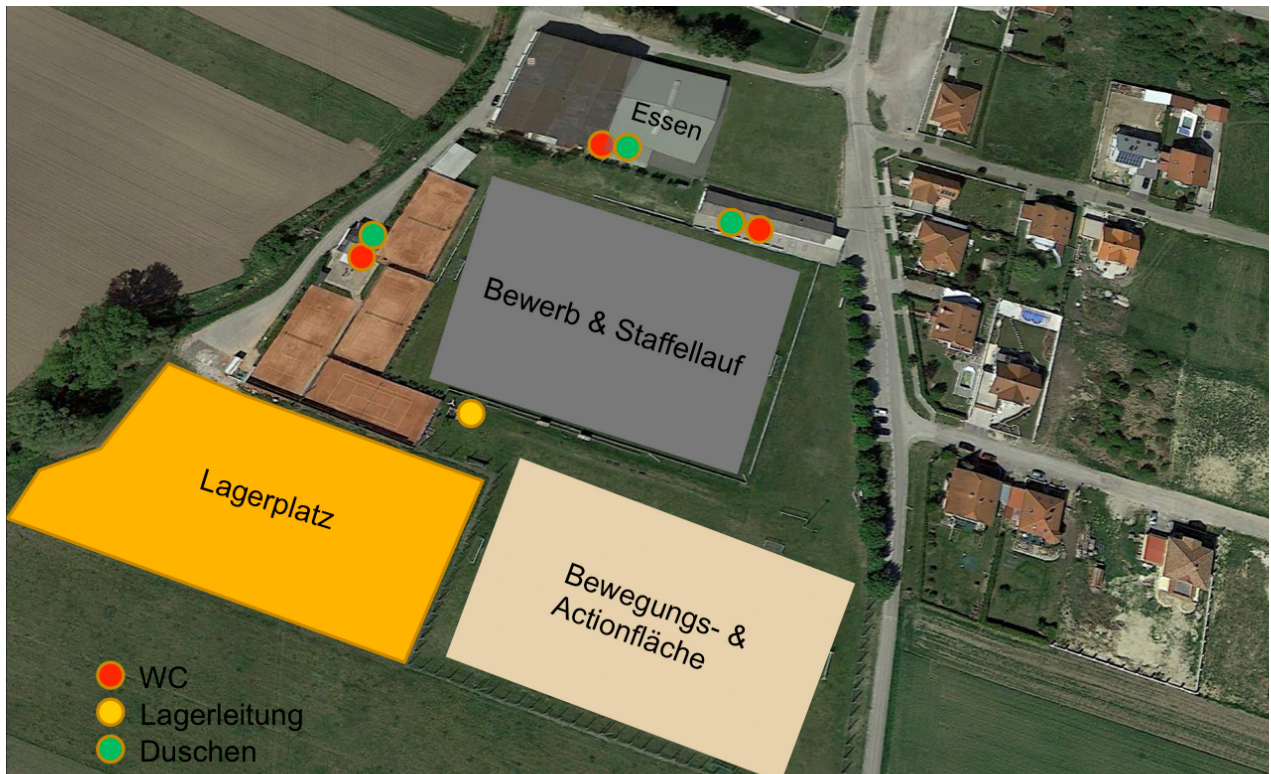 Essen
Bewerb & Staffellauf
Lagerplatz
Bewegungs- &
Actionfläche
WC
Lagerleitung
Duschen